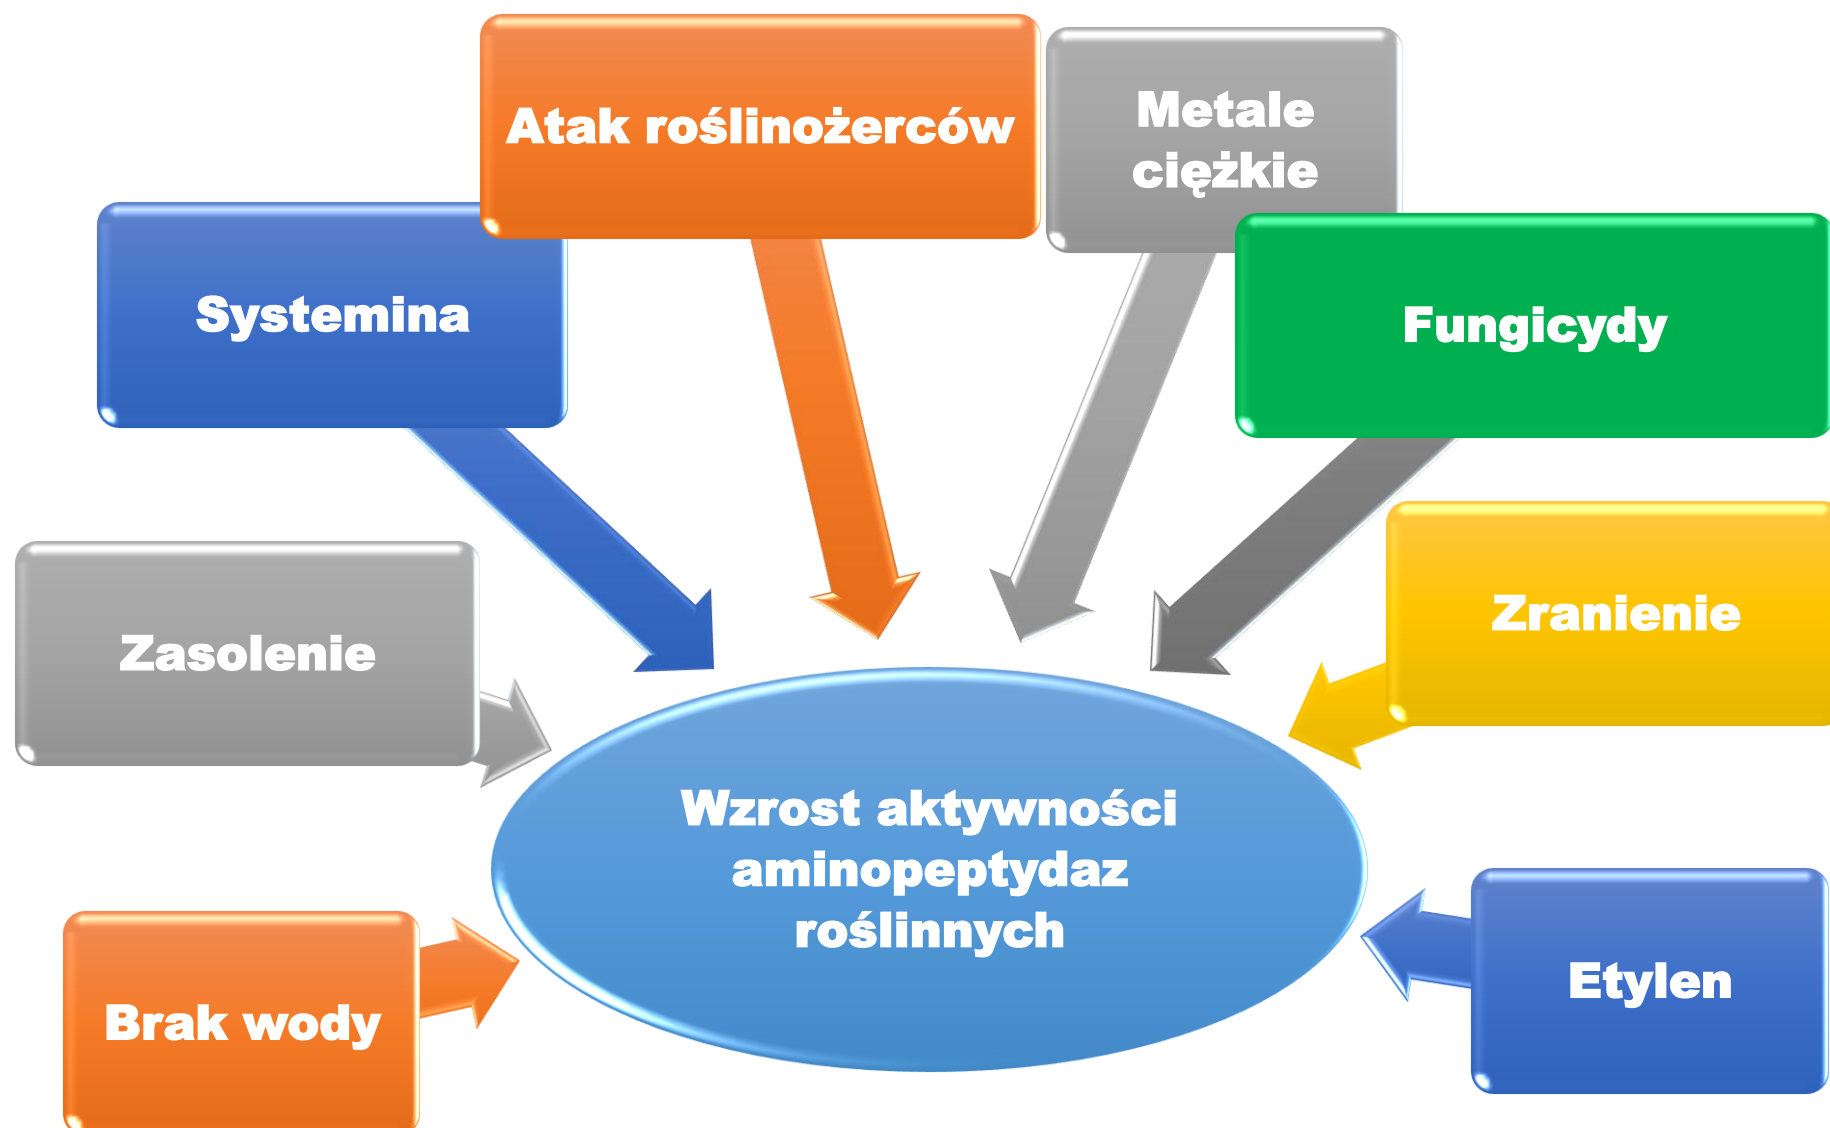 Atak roślinożerców
Metale
ciężkie
Systemina
Fungicydy
Zranienie
Zasolenie
Wzrost aktywności
aminopeptydaz
roślinnych
Etylen
Brak wody